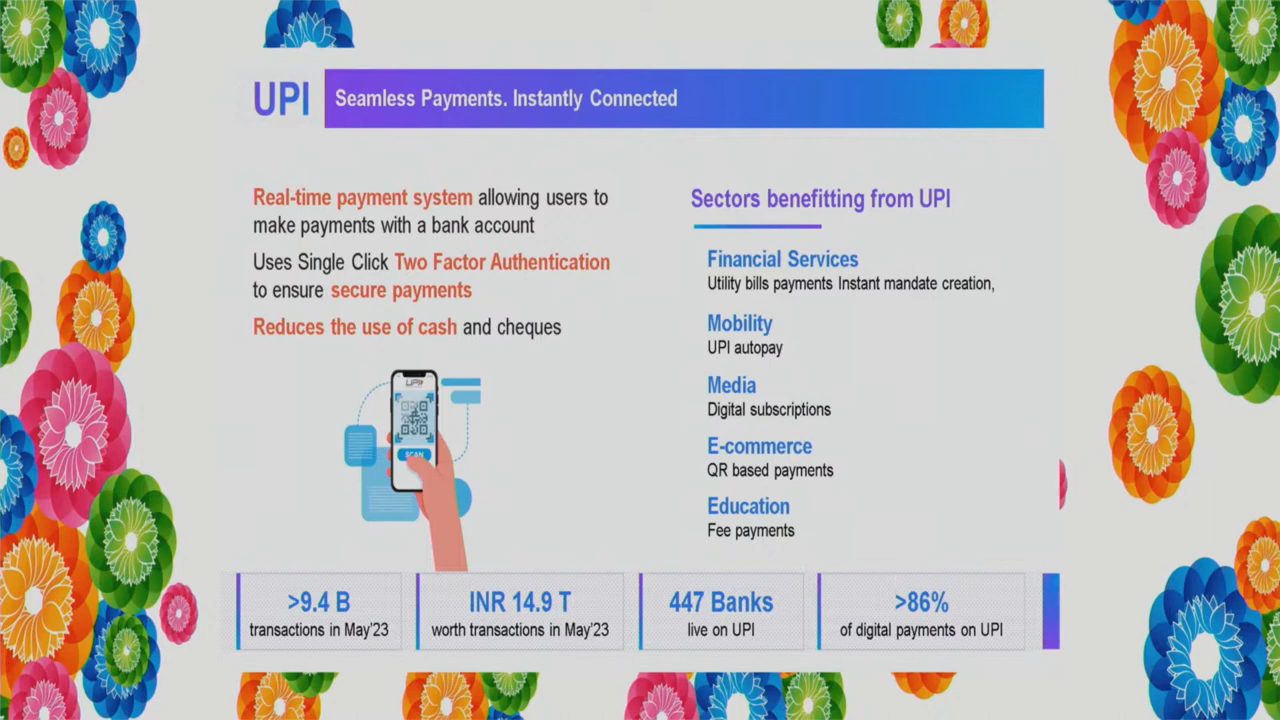 UPI
Seamless Payments. Instantly Connected
Real-time payment system allowing users to
make payments with a bank account
Uses Single Click Two Factor Authentication
to ensure secure payments
Reduces the use of cash and cheques
UPI
SCAN
Sectors benefitting from UPI
Financial Services
Utility bills payments Instant mandate creation,
Mobility
UPI autopay
Media
Digital subscriptions
E-commerce
QR based payments
Education
Fee payments
>9.4 B
transactions in May'23
INR 14.9 T
worth transactions in May'23
447 Banks
live on UPI
>86%
of digital payments on UPI